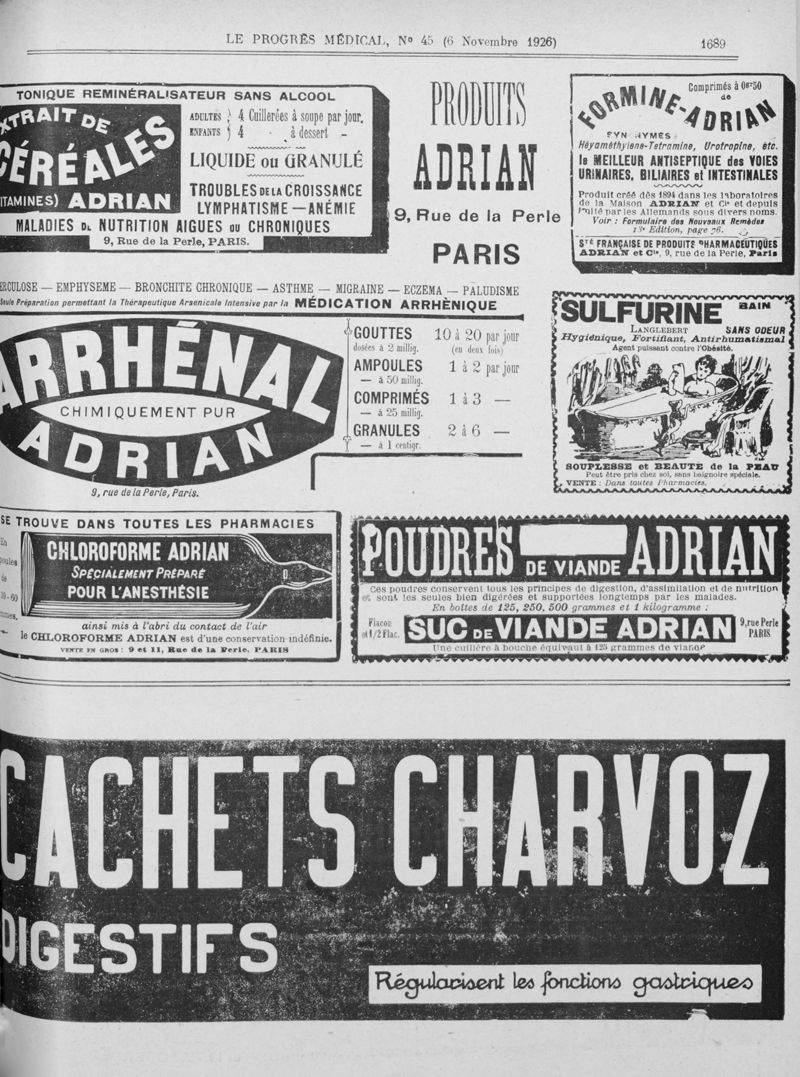 LE PROGRÈS MÉDICAL, N° 45 (6 Novembre 1926) 1689
TONIQUE REMINÉRALISATEUR SANS ALCOOL
XTRAIT DE
CÉRÉALES
ITAMINES) ADRIAN
ADULTES } 4 Cuillerées à soupe par jour.
ENFANTS } 4 - à dessert -
LIQUIDE ou GRANULÉ
TROUBLES DE LA CROISSANCE
LYMPHATISME — ANÉMIE
MALADIES DE NUTRITION AIGUES OU CHRONIQUES
9, Rue de la Perle, PARIS.
PRODUITS
ADRIAN
9, Rue de la Perle
PARIS
Comprimés à 0gr50
de
FORMINE-ADRIAN
SYNONYMES
Héxaméthylène-Tetramine, Urotropine, etc.
le MEILLEUR ANTISEPTIQUE des VOIES
URINAIRES, BILIAIRES et INTESTINALES
Produit créé dès 1894 dans les laboratoires
de la Maison ADRIAN et Cie et depuis
imité par les Allemands sous divers noms.
Voir : Formulaire des Nouveaux Remèdes
13e Edition, page 76.
Sté FRANÇAISE DE PRODUITS PHARMACEUTIQUES
ADRIAN et Cie, 9, rue de la Perle, Paris
ERCULOSE — EMPHYSEME — BRONCHITE CHRONIQUE — ASTHME — MIGRAINE — ECZEMA — PALUDISME
Seule Préparation permettant la Thérapeutique Arsenicale Intensive par la MÉDICATION ARRHÈNIQUE
ARRHÉNAL
CHIMIQUEMENT PUR
ADRIAN
9, rue de la Perle, Paris.
GOUTTES 10 à 20 par jour
dosées à 2 millig. (en deux fois)
AMPOULES 1 à 2 par jour
— à 50 millig.
COMPRIMÉS 1 à 3 —
— à 25 millig.
GRANULES 2 à 6 —
— à 1 centigr.
SULFURINE BAIN
LANGLEBERT SANS ODEUR
Hygiénique, Fortifiant, Antirhumatismal
Agent puissant contre l'Obésité.
SOUPLESSE et BEAUTÉ de la PEAU
Peut être pris chez soi, sans baignoire spéciale.
VENTE : Dans toutes Pharmacies.
SE TROUVE DANS TOUTES LES PHARMACIES
En
poules
de
30-60
mmes.
CHLOROFORME ADRIAN
SPÉCIALEMENT PRÉPARÉ
POUR L'ANESTHÉSIE
ainsi mis à l'abri du contact de l'air
le CHLOROFORME ADRIAN est d'une conservation indéfinie.
VENTE EN GROS : 9 et 11, Rue de la Perle, PARIS
POUDRES DE VIANDE ADRIAN
Ces poudres conservent tous les principes de digestion, d'assimilation et de nutrition
et sont les seules bien digérées et supportées longtemps par les malades.
En boîtes de 125, 250, 500 grammes et 1 kilogramme :
Flacon
et 1/2 Flac.
SUC DE VIANDE ADRIAN
9, rue Perle
PARIS
Une cuillère à bouche équivaut à 125 grammes de viande
CACHETS CHARVOZ
DIGESTIFS
Régularisent les fonctions gastriques